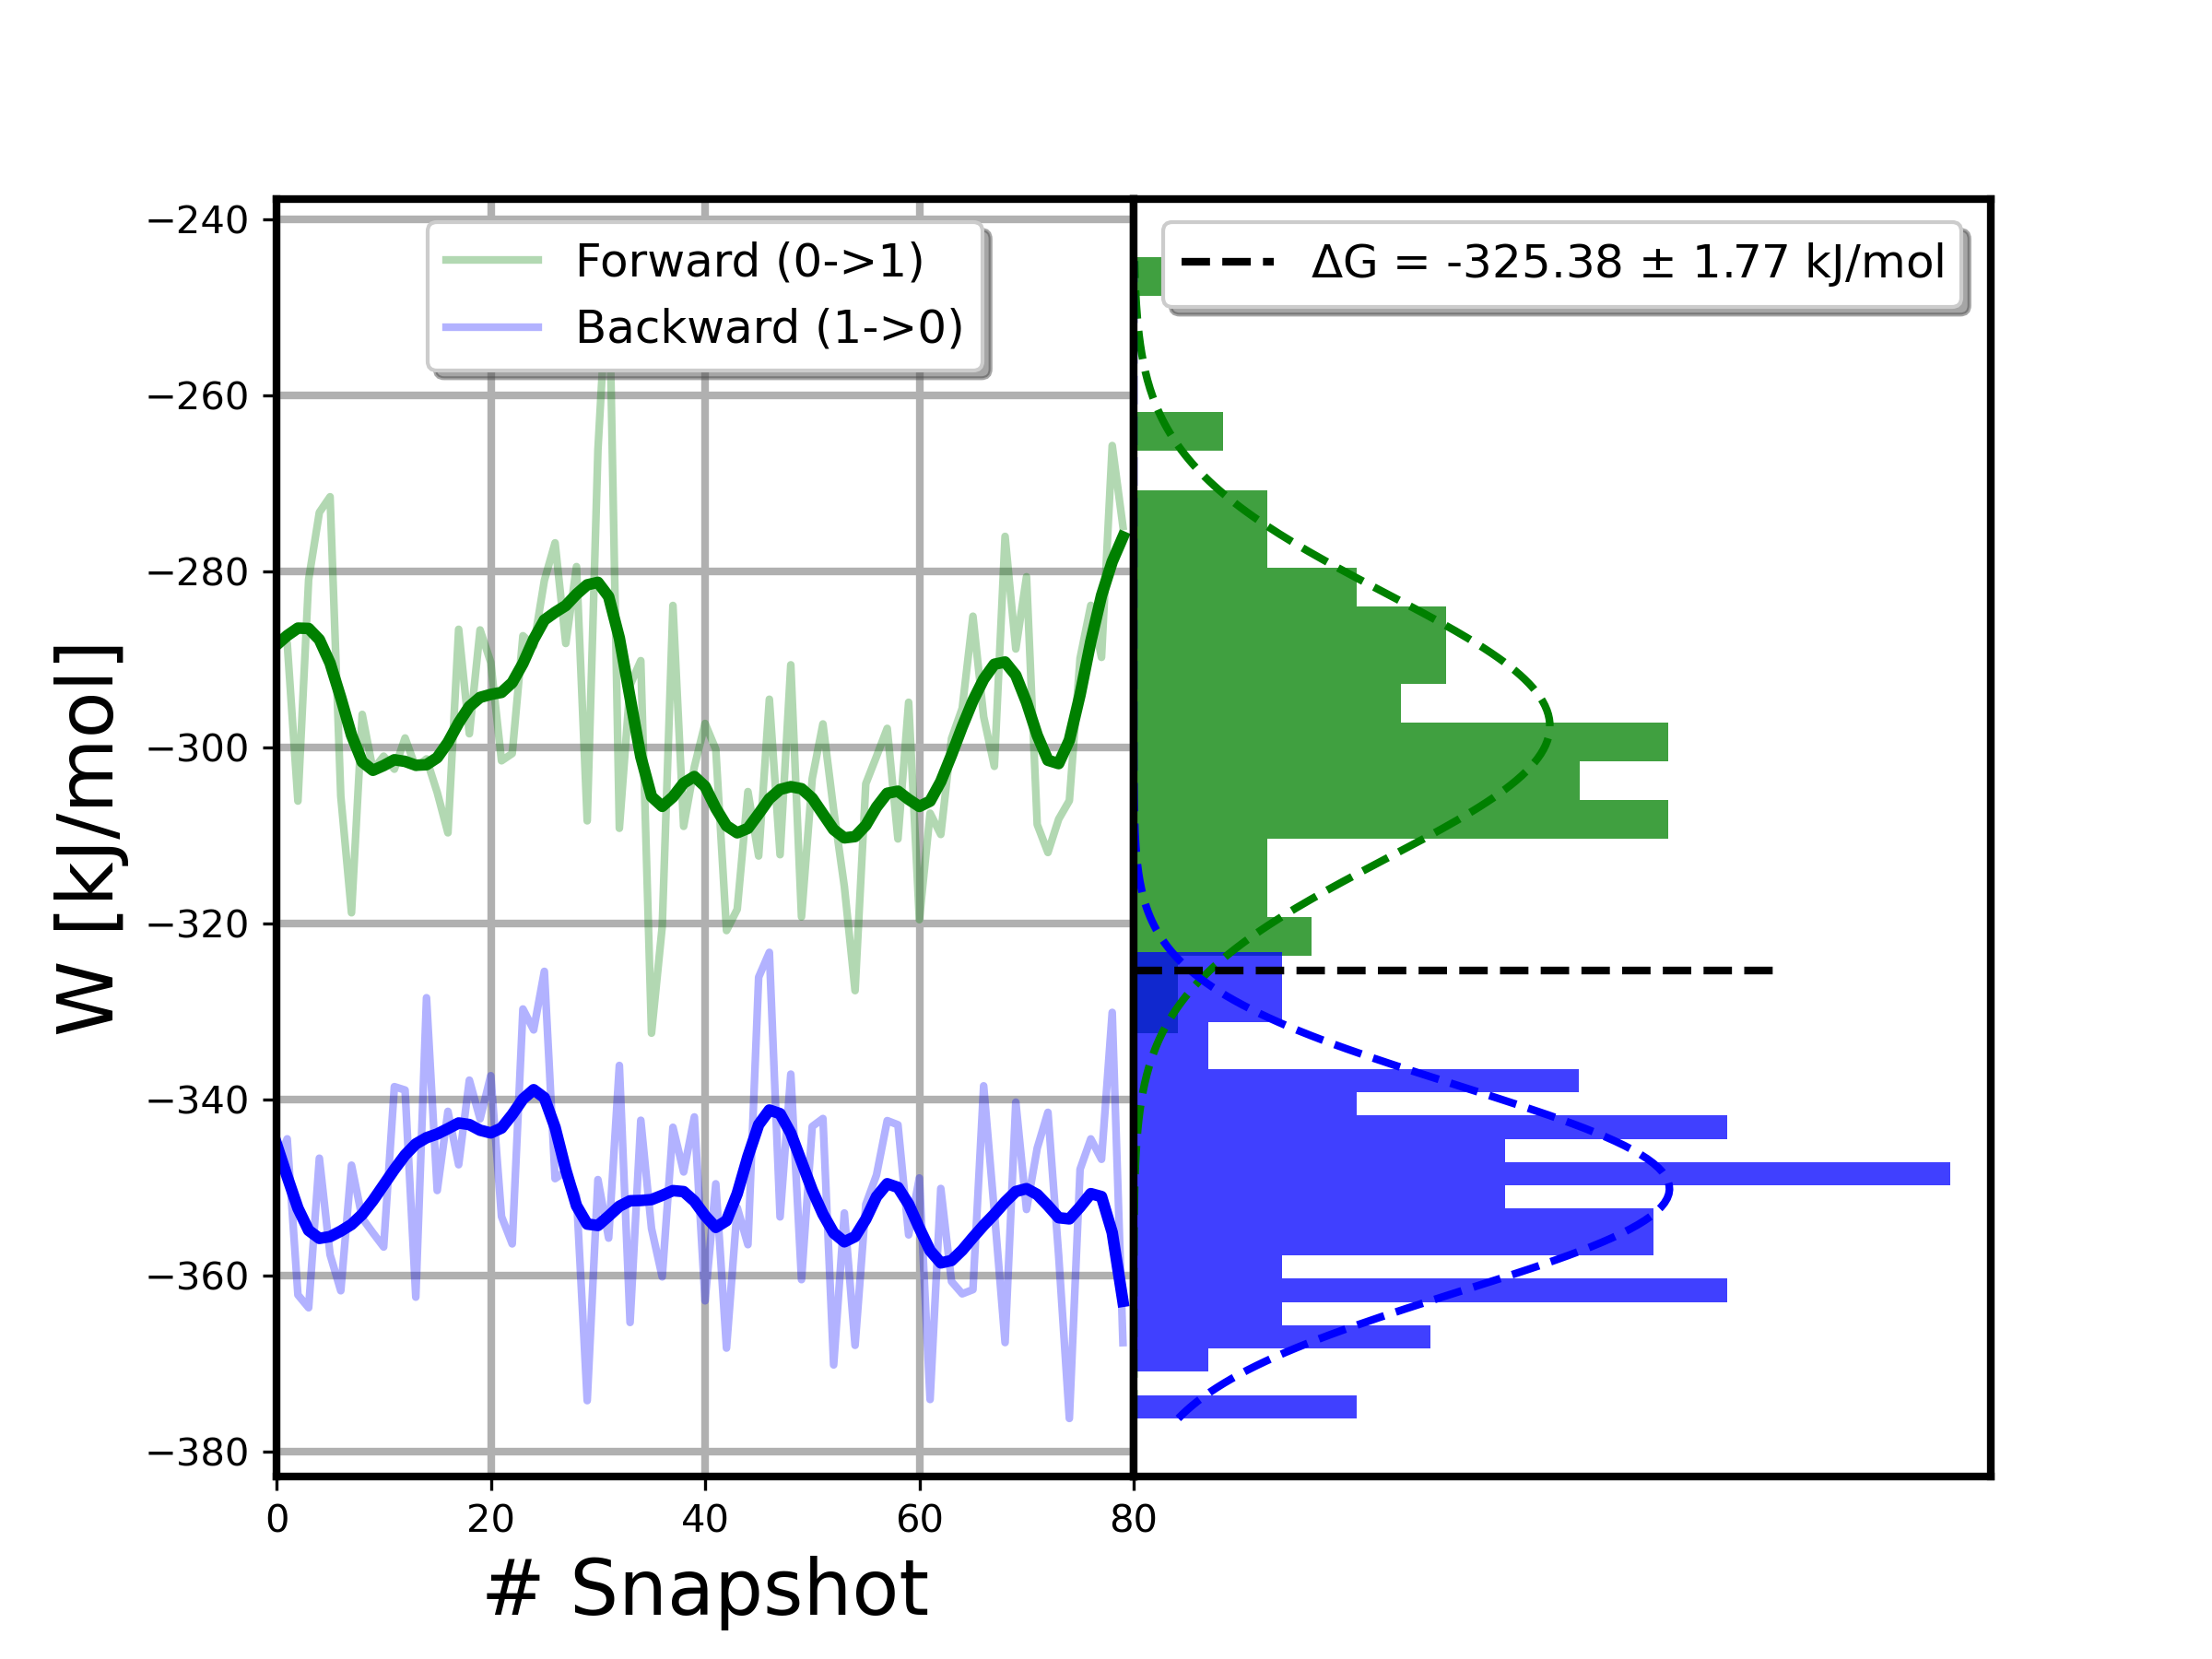 −240
−260
−280
−300
−320
−340
−360
−380
W [kJ/mol]
Forward (0->1)
Backward (1->0)
ΔG = -325.38 ± 1.77 kJ/mol
0 20 40 60 80
# Snapshot